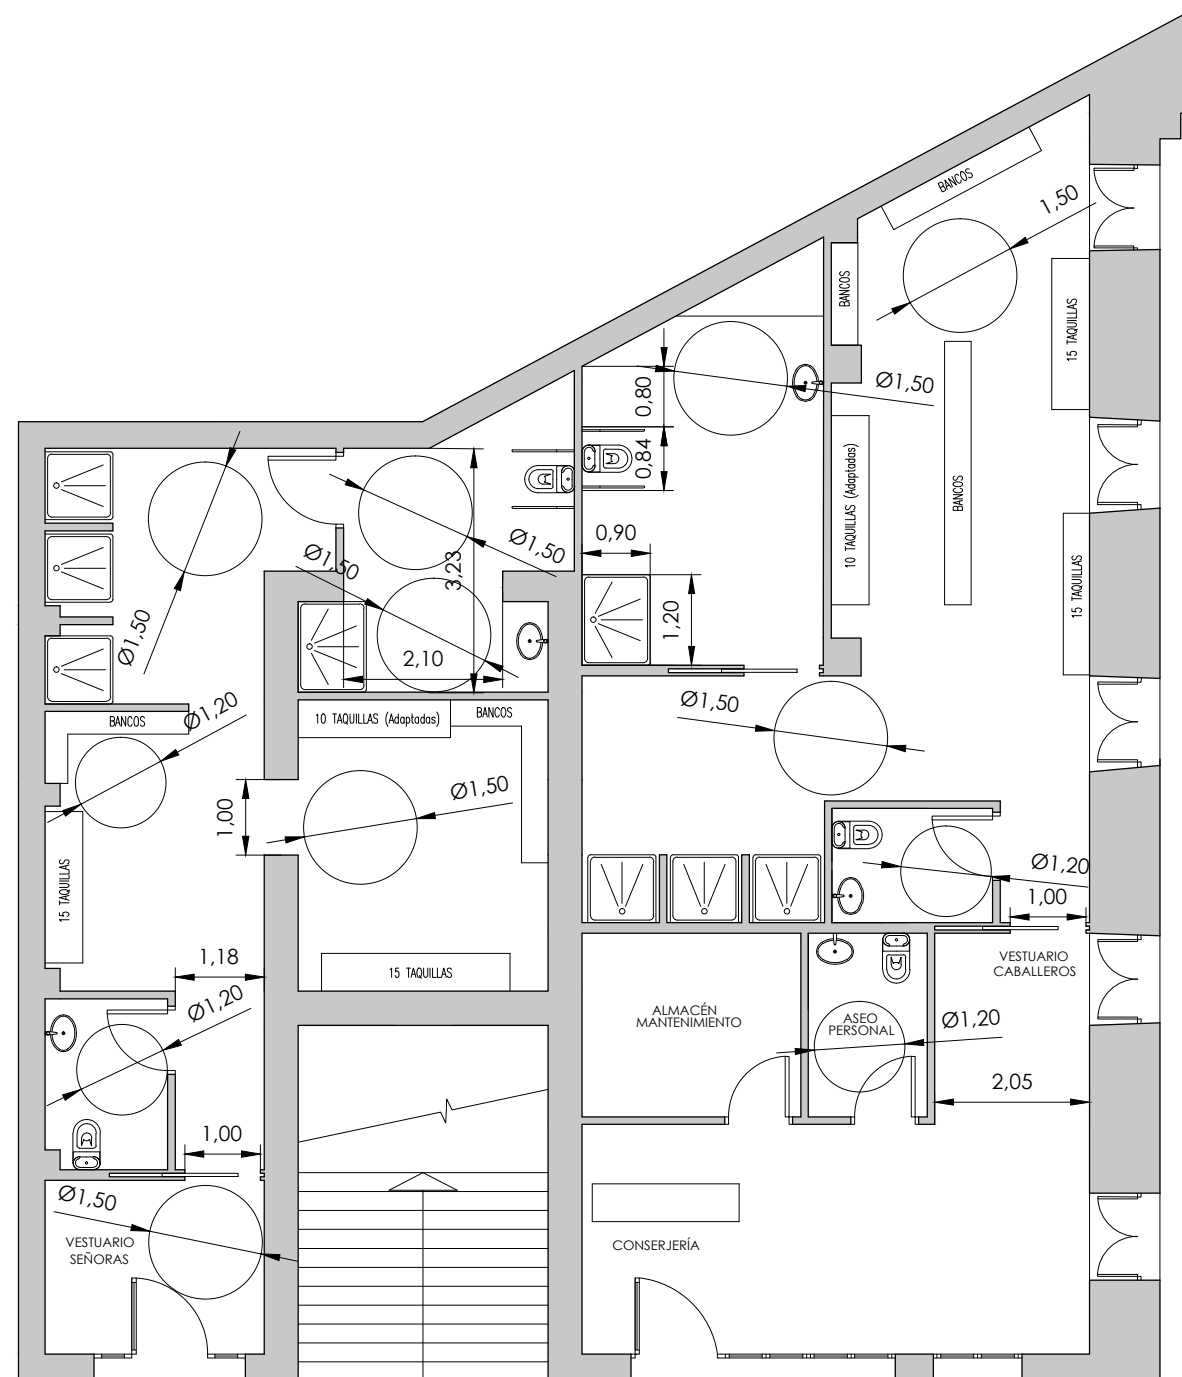 BANCOS
1,50
BANCOS
15 TAQUILLAS
Ø1,50
0,80
0,84
10 TAQUILLAS (Adaptadas)
BANCOS
Ø1,50
Ø1,50
3,23
0,90
1,20
15 TAQUILLAS
Ø1,50
2,10
Ø1,50
Ø1,20
BANCOS
10 TAQUILLAS (Adaptadas)
BANCOS
Ø1,50
1,00
15 TAQUILLAS
Ø1,20
1,00
1,18
15 TAQUILLAS
VESTUARIO
CABALLEROS
Ø1,20
ALMACÉN
MANTENIMIENTO
ASEO
PERSONAL
Ø1,20
2,05
1,00
Ø1,50
VESTUARIO
SEÑORAS
CONSERJERÍA